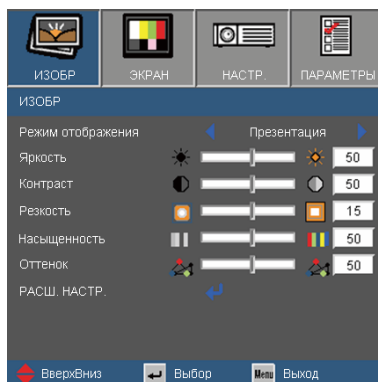 ИЗОБР ЭКРАН НАСТР. ПАРАМЕТРЫ
ИЗОБР
Режим отображения Презентация
Яркость 50
Контраст 50
Резкость 15
Насыщенность 50
Оттенок 50
РАСШ. НАСТР.
ВверхВниз Выбор Menu Выход